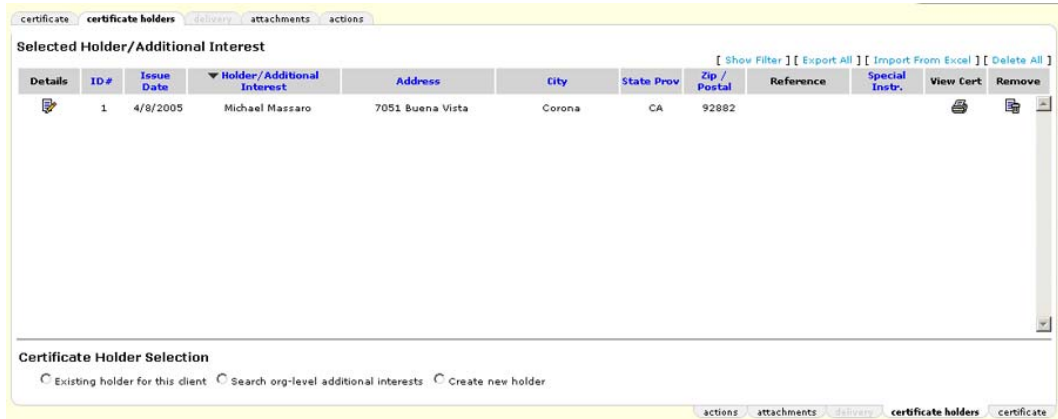 certificate certificate holders delivery attachments actions
Selected Holder/Additional Interest
[ Show Filter ] [ Export All ] [ Import From Excel ] [ Delete All ]
Details ID# Issue Date ▼ Holder/Additional Interest Address City State Prov Zip / Postal Reference Special Instr. View Cert Remove
1 4/8/2005 Michael Massaro 7051 Buena Vista Corona CA 92882
Certificate Holder Selection
Existing holder for this client Search org-level additional interests Create new holder
actions attachments delivery certificate holders certificate